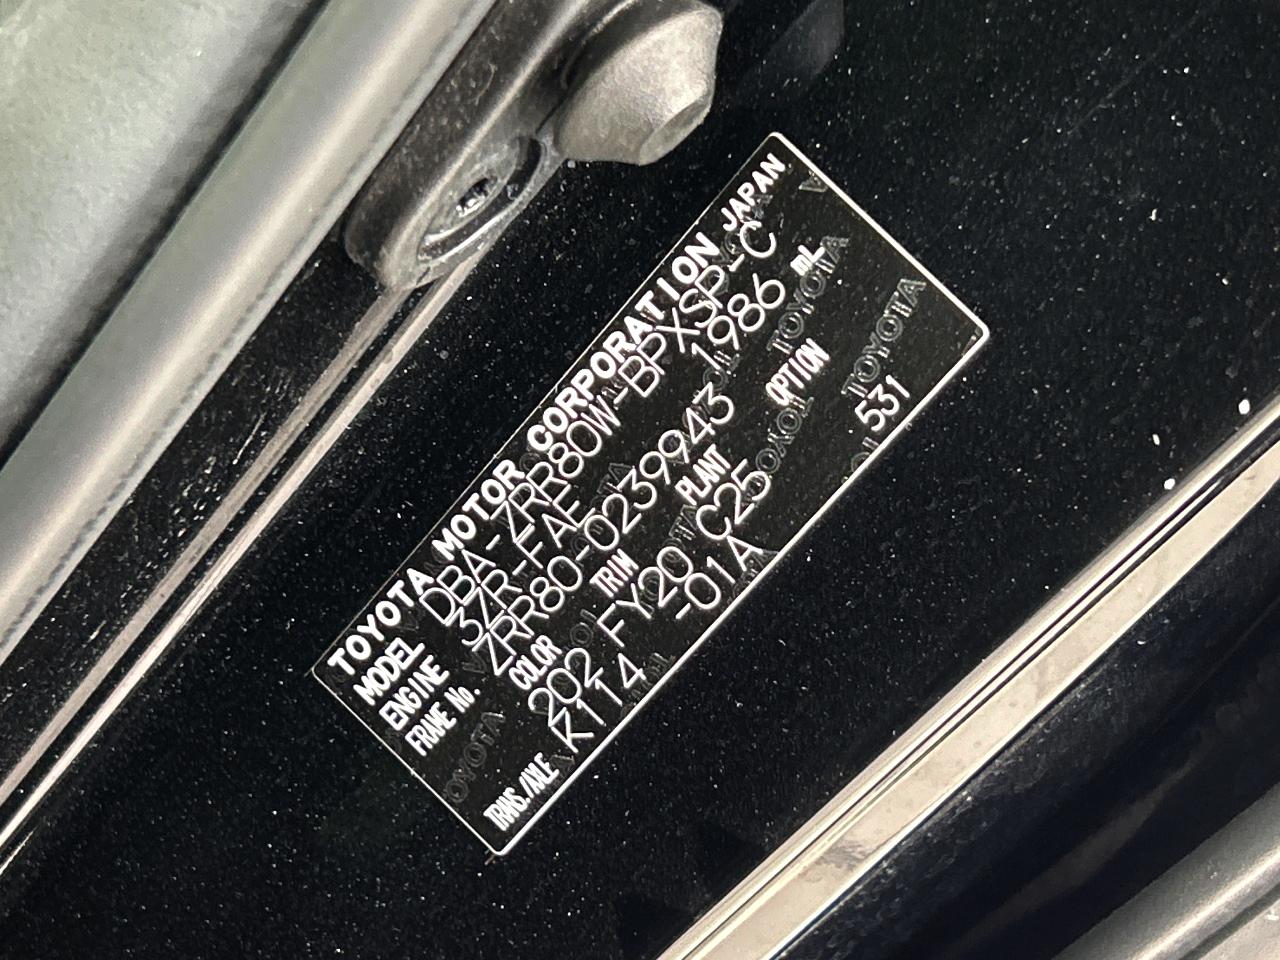 TOYOTA MOTOR CORPORATION JAPAN
MODEL DBA-ZRR80W-BPXSP-C
ENGINE 3ZR-FAE 1986 mL
FRAME No. ZRR80-0239943
COLOR TRIM PLANT OPTION
202 FY20 C25 531
TRANS./AXLE K114 -01A